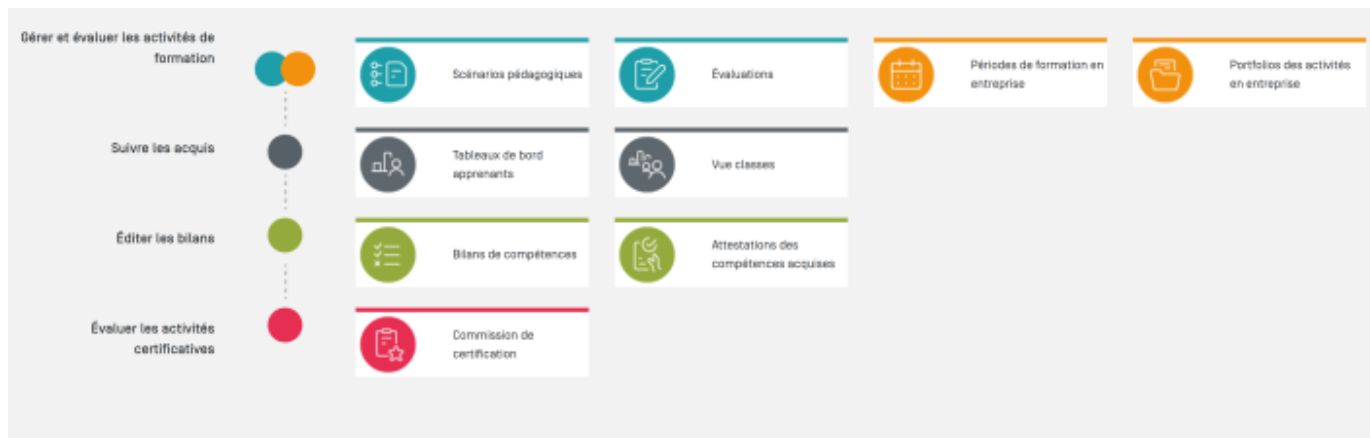 Gérer et évaluer les activités de
formation
Scénarios pédagogiques
Évaluations
Périodes de formation en
entreprise
Portfolios des activités
en entreprise
Suivre les acquis
Tableaux de bord
apprenants
Vue classes
Éditer les bilans
Bilans de compétences
Attestations des
compétences acquises
Évaluer les activités
certificatives
Commission de
certification